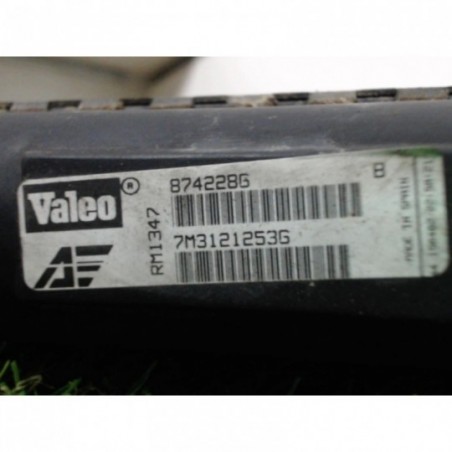 Valeo®
874228G
RM1347
7M3121253G
B
MADE IN SPAIN